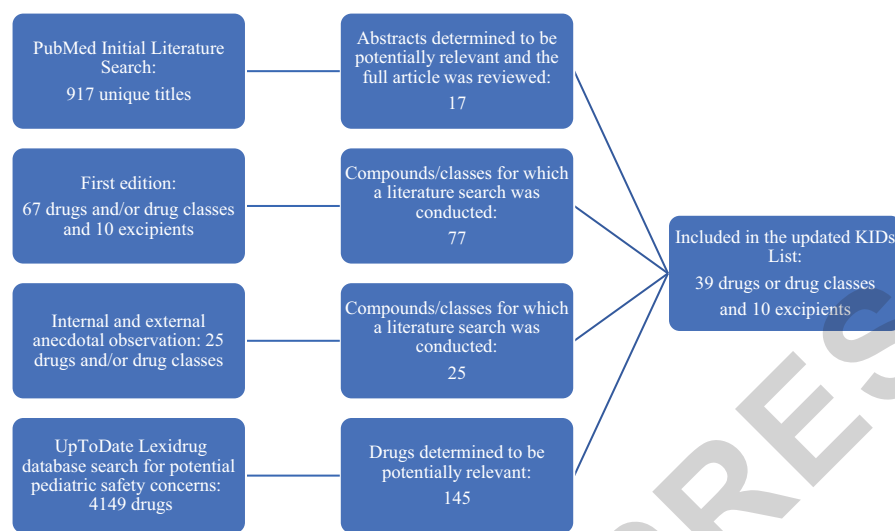 PubMed Initial Literature
Search:
917 unique titles
Abstracts determined to be
potentially relevant and the
full article was reviewed:
17
First edition:
67 drugs and/or drug classes
and 10 excipients
Compounds/classes for which
a literature search was
conducted:
77
Internal and external
anecdotal observation: 25
drugs and/or drug classes
Compounds/classes for which
a literature search was
conducted:
25
UpToDate Lexidrug
database search for potential
pediatric safety concerns:
4149 drugs
Drugs determined to be
potentially relevant:
145
Included in the updated KIDs
List:
39 drugs or drug classes
and 10 excipients
PRES